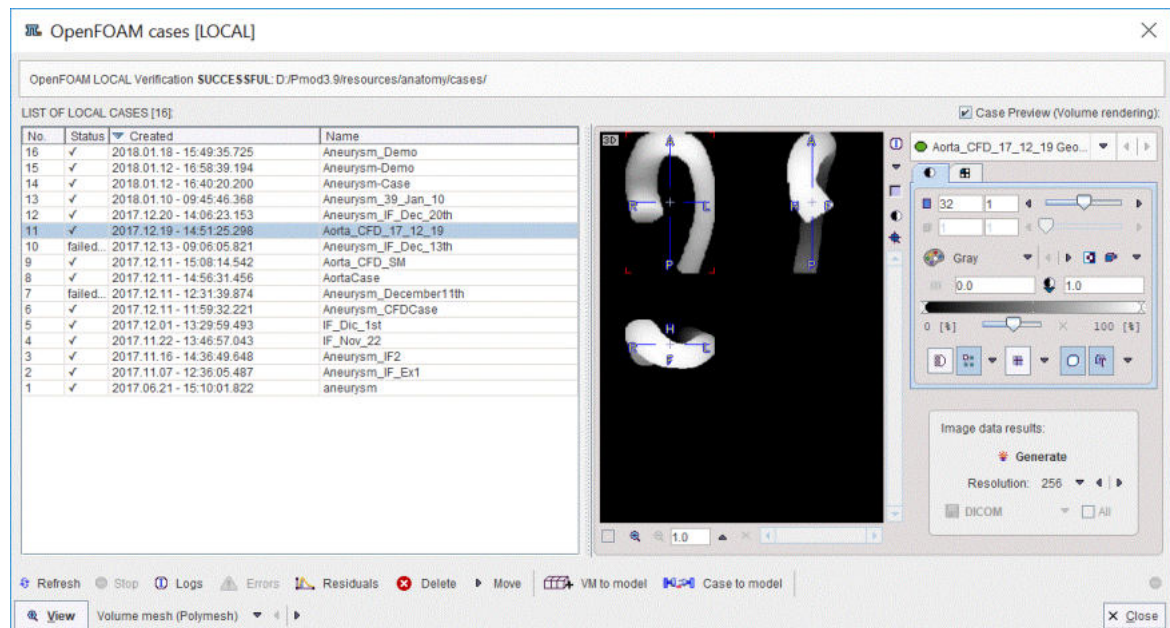 OpenFOAM cases [LOCAL]
OpenFOAM LOCAL Verification SUCCESSFUL: D:/Pmod3.9/resources/anatomy/cases/
LIST OF LOCAL CASES [16]:
Case Preview (Volume rendering):
No. Status Created Name
16 ✓ 2018.01.18 - 15:49:35.725 Aneurysm_Demo
15 ✓ 2018.01.12 - 16:58:39.194 Aneurysm-Demo
14 ✓ 2018.01.12 - 16:40:20.200 Aneurysm-Case
13 ✓ 2018.01.10 - 09:45:46.368 Aneurysm_39_Jan_10
12 ✓ 2017.12.20 - 14:06:23.153 Aneurysm_IF_Dec_20th
11 ✓ 2017.12.19 - 14:51:25.298 Aorta_CFD_17_12_19
10 failed... 2017.12.13 - 09:06:05.821 Aneurysm_IF_Dec_13th
9 ✓ 2017.12.11 - 15:08:14.542 Aorta_CFD_SM
8 ✓ 2017.12.11 - 14:56:31.456 AortaCase
7 failed... 2017.12.11 - 12:31:39.874 Aneurysm_December11th
6 ✓ 2017.12.11 - 11:59:32.221 Aneurysm_CFDCase
5 ✓ 2017.12.01 - 13:29:59.493 IF_Dic_1st
4 ✓ 2017.11.22 - 13:46:57.043 IF_Nov_22
3 ✓ 2017.11.16 - 14:36:49.648 Aneurysm_IF2
2 ✓ 2017.11.07 - 12:36:05.487 Aneurysm_IF_Ex1
1 ✓ 2017.06.21 - 15:10:01.822 aneurysm
3D
A A
R L H F
P P
H
R L
F
1.0
Aorta_CFD_17_12_19 Geo...
32 1
1 1
Gray
0.0 1.0
0 [%] 100 [%]
Image data results:
Generate
Resolution: 256
DICOM All
Refresh Stop Logs Errors Residuals Delete Move VM to model Case to model
View Volume mesh (Polymesh) Close